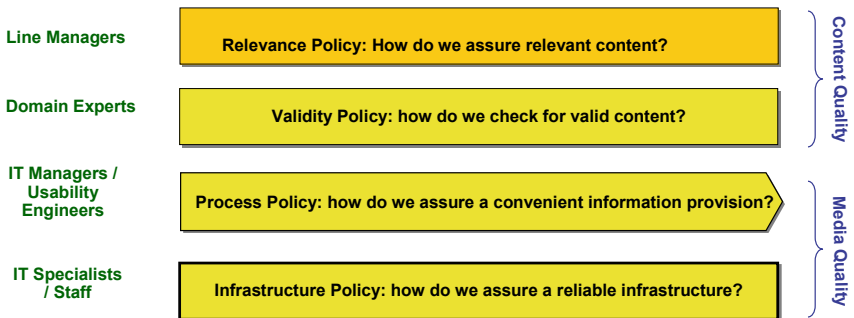 Line Managers
Relevance Policy: How do we assure relevant content?
Domain Experts
Validity Policy: how do we check for valid content?
Content Quality
IT Managers /
Usability
Engineers
Process Policy: how do we assure a convenient information provision?
IT Specialists
/ Staff
Infrastructure Policy: how do we assure a reliable infrastructure?
Media Quality